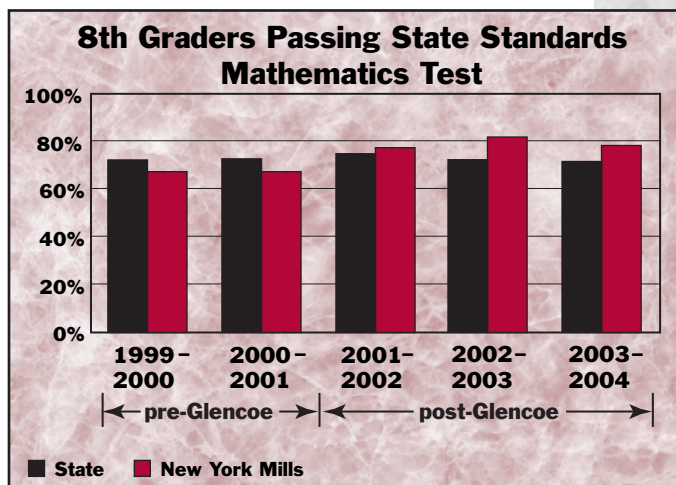 8th Graders Passing State Standards
Mathematics Test
100%
80%
60%
40%
20%
0%
1999–
2000
2000–
2001
2001–
2002
2002–
2003
2003–
2004
pre-Glencoe
post-Glencoe
State
New York Mills